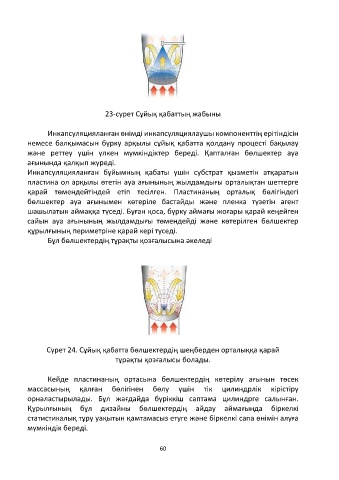 23-сурет Сұйық қабаттың жабыны
Инкапсуляцияланған өнімді инкапсуляциялаушы компоненттің ерітіндісін
немесе балқымасын бүрку арқылы сұйық қабатта қолдану процесті бақылау
және реттеу үшін үлкен мүмкіндіктер береді. Қапталған бөлшектер ауа
ағынында қалқып жүреді.
Инкапсуляцияланған бұйымның қабаты үшін субстрат қызметін атқаратын
пластина ол арқылы өтетін ауа ағынының жылдамдығы орталықтан шеттерге
қарай төмендейтіндей етіп тесілген. Пластинаның орталық бөлігіндегі
бөлшектер ауа ағынымен көтеріле бастайды және пленка түзетін агент
шашылатын аймаққа түседі. Бұған қоса, бүрку аймағы жоғары қарай кеңейген
сайын ауа ағынының жылдамдығы төмендейді және көтерілген бөлшектер
құрылғының периметріне қарай кері түседі.
Бұл бөлшектердің тұрақты қозғалысына әкеледі
Сурет 24. Сұйық қабатта бөлшектердің шеңберден орталыққа қарай
тұрақты қозғалысы болады.
Кейде пластинаның ортасына бөлшектердің көтерілу ағынын төсек
массасының қалған бөлігінен бөлу үшін тік цилиндрлік кірістіру
орналастырылады. Бұл жағдайда бүріккіш саптама цилиндрге салынған.
Құрылғының бұл дизайны бөлшектердің айдау аймағында біркелкі
статистикалық тұру уақытын қамтамасыз етуге және біркелкі сапа өнімін алуға
мүмкіндік береді.
60